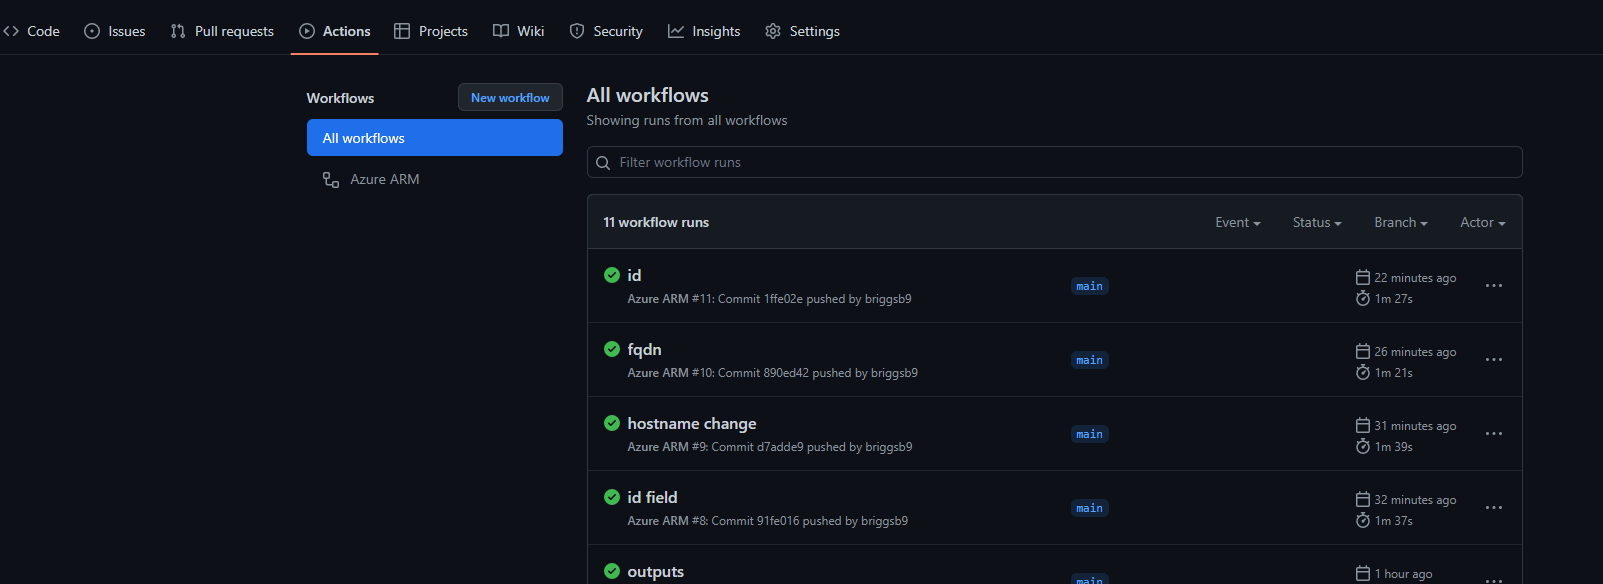 Code Issues Pull requests Actions Projects Wiki Security Insights Settings
Workflows
New workflow
All workflows
Azure ARM
All workflows
Showing runs from all workflows
Filter workflow runs
11 workflow runs
Event Status Branch Actor
id
Azure ARM #11: Commit 1ffe02e pushed by briggsb9
main
22 minutes ago
1m 27s
fqdn
Azure ARM #10: Commit 890ed42 pushed by briggsb9
main
26 minutes ago
1m 21s
hostname change
Azure ARM #9: Commit d7adde9 pushed by briggsb9
main
31 minutes ago
1m 39s
id field
Azure ARM #8: Commit 91fe016 pushed by briggsb9
main
32 minutes ago
1m 37s
outputs
main
1 hour ago